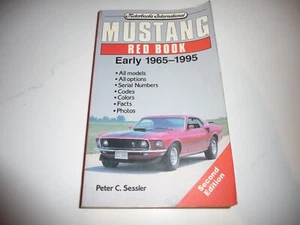 Motorbooks International
MUSTANG
RED BOOK
Early 1965-1995
• All models
• All options
• Serial Numbers
• Codes
• Colors
• Facts
• Photos
Peter C. Sessler
Second
Edition